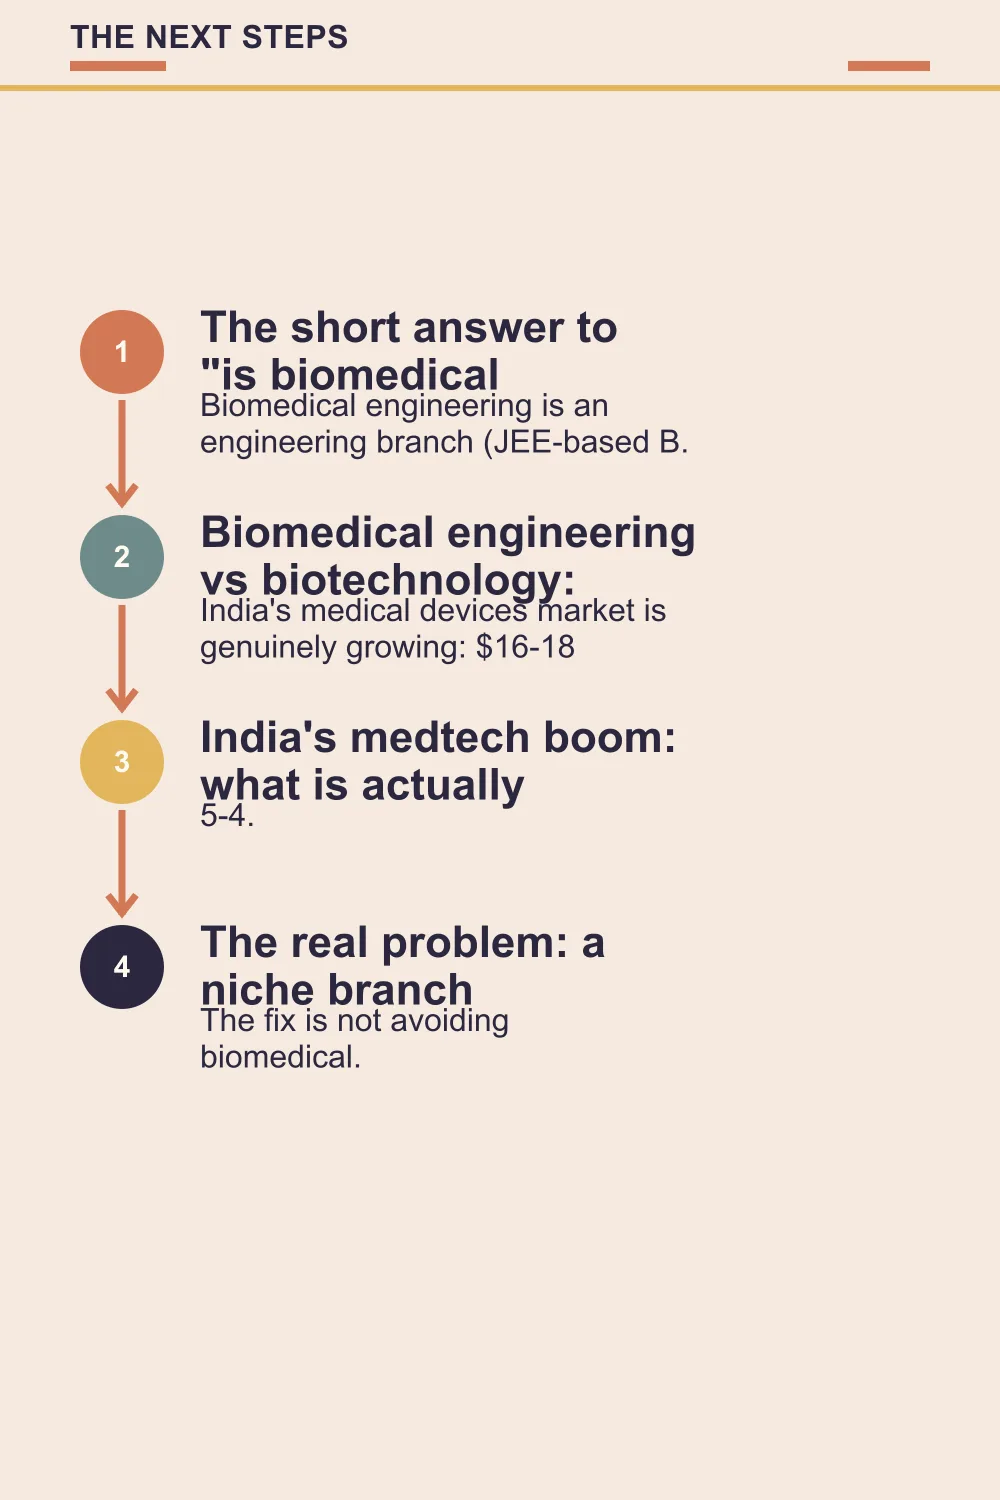 THE NEXT STEPS
1
The short answer to
"is biomedical
Biomedical engineering is an
engineering branch (JEE-based B.
2
Biomedical engineering
vs biotechnology:
India's medical devices market is
genuinely growing: $16-18
3
India's medtech boom:
what is actually
5-4.
4
The real problem: a
niche branch
The fix is not avoiding
biomedical.